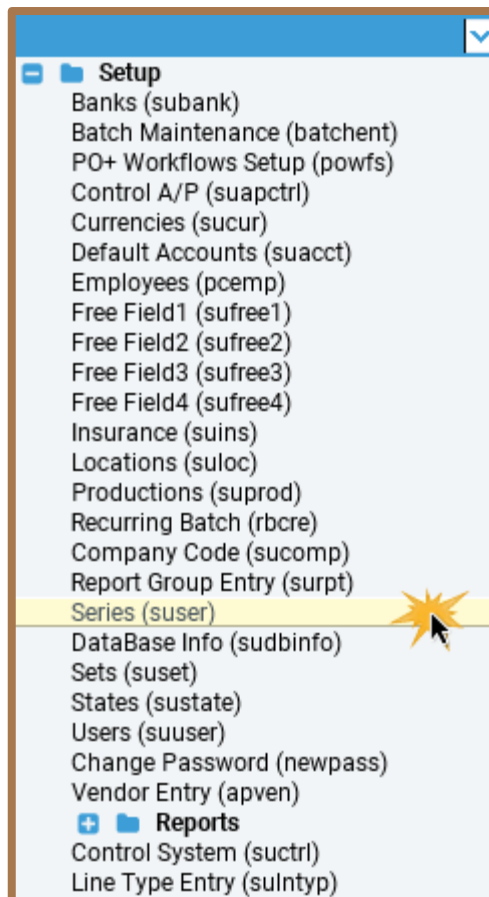 Setup
Banks (subank)
Batch Maintenance (batchent)
PO+ Workflows Setup (powfs)
Control A/P (suapctrl)
Currencies (sucur)
Default Accounts (suacct)
Employees (pcemp)
Free Field1 (sufree1)
Free Field2 (sufree2)
Free Field3 (sufree3)
Free Field4 (sufree4)
Insurance (suins)
Locations (suloc)
Productions (suprod)
Recurring Batch (rbcre)
Company Code (sucomp)
Report Group Entry (surpt)
Series (suser)
DataBase Info (sudbinfo)
Sets (suset)
States (sustate)
Users (suuser)
Change Password (newpass)
Vendor Entry (apven)
Reports
Control System (suctrl)
Line Type Entry (sulntyp)